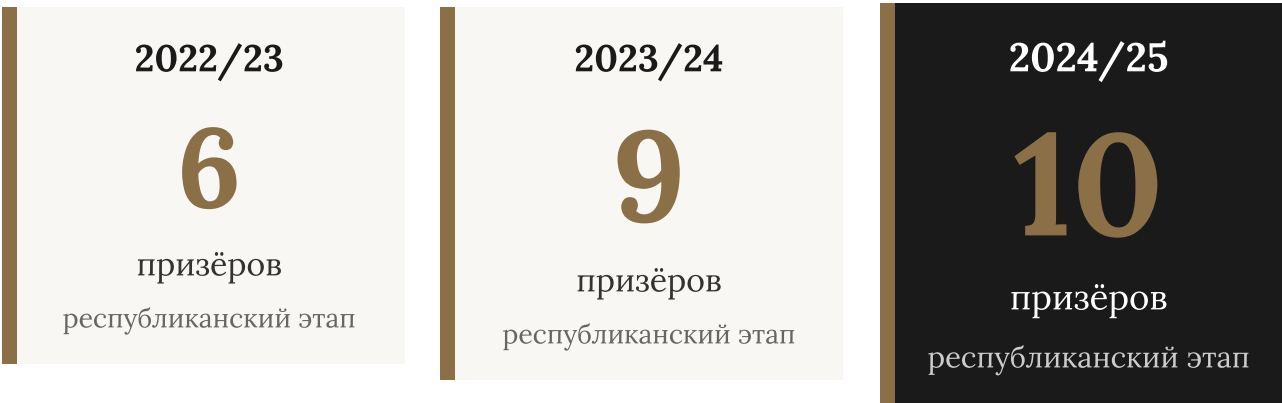 2022/23
6
призёров
республиканский этап
2023/24
9
призёров
республиканский этап
2024/25
10
призёров
республиканский этап